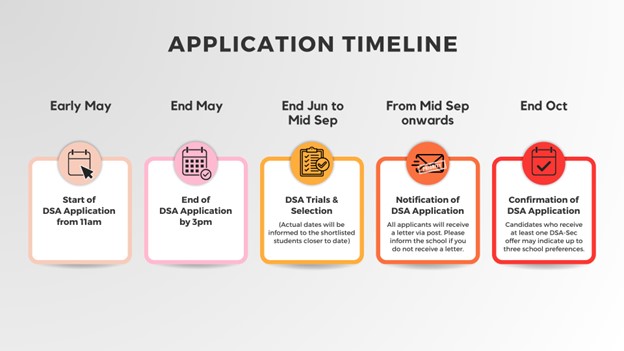 APPLICATION TIMELINE
Early May
Start of
DSA Application
from 11am
End May
End of
DSA Application
by 3pm
End Jun to
Mid Sep
DSA Trials &
Selection
(Actual dates will be
informed to the shortlisted
students closer to date)
From Mid Sep
onwards
Notification of
DSA Application
All applicants will receive
a letter via post. Please
inform the school if you
do not receive a letter.
End Oct
Confirmation of
DSA Application
Candidates who receive
at least one DSA-Sec
offer may indicate up to
three school preferences.